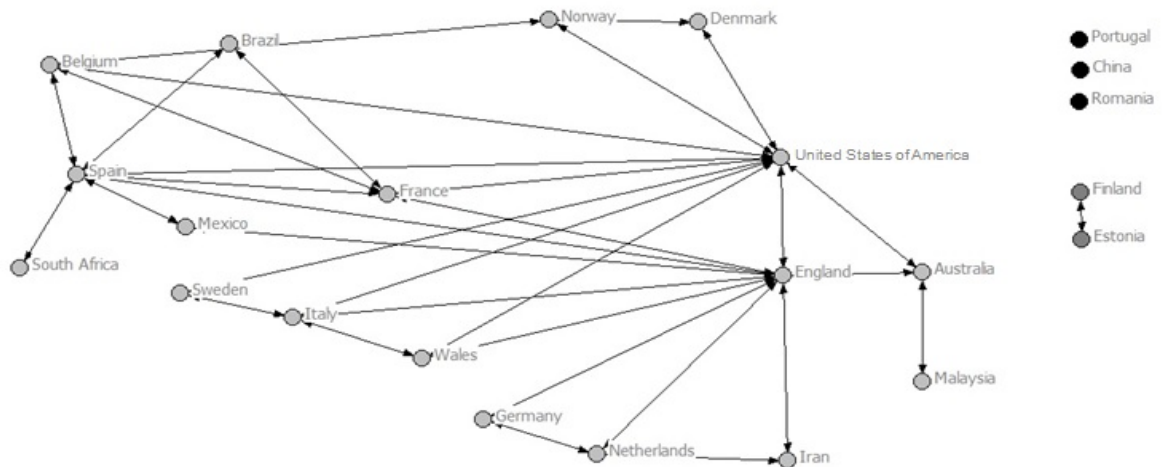 Norway
Denmark
Brazil
Belgium
Portugal
China
Romania
United States of America
Spain
France
Finland
Mexico
Estonia
South Africa
England
Australia
Sweden
Italy
Wales
Malaysia
Germany
Netherlands
Iran